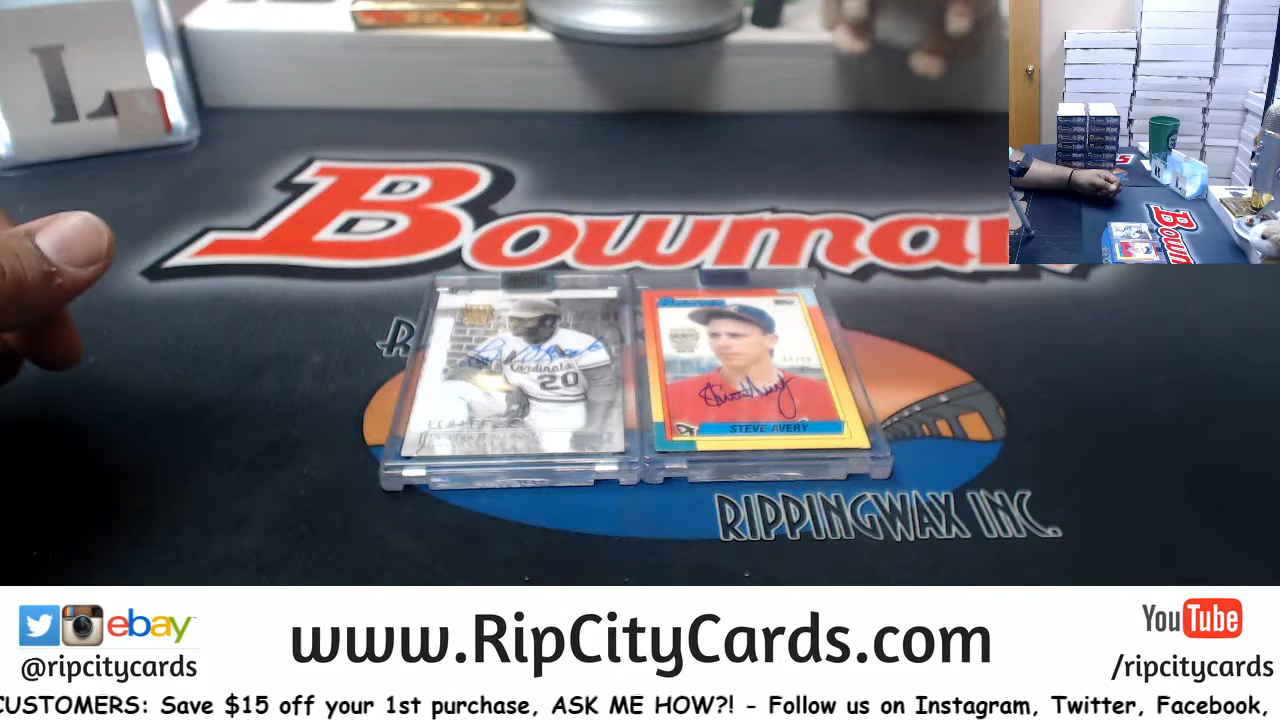 L
Bowman
Cardinals
20
STEVE AVERY
RIPPINGWAX INC.
ebay
www.RipCityCards.com
YouTube
@ripcitycards
/ripcitycards
CUSTOMERS: Save $15 off your 1st purchase, ASK ME HOW?! - Follow us on Instagram, Twitter, Facebook,